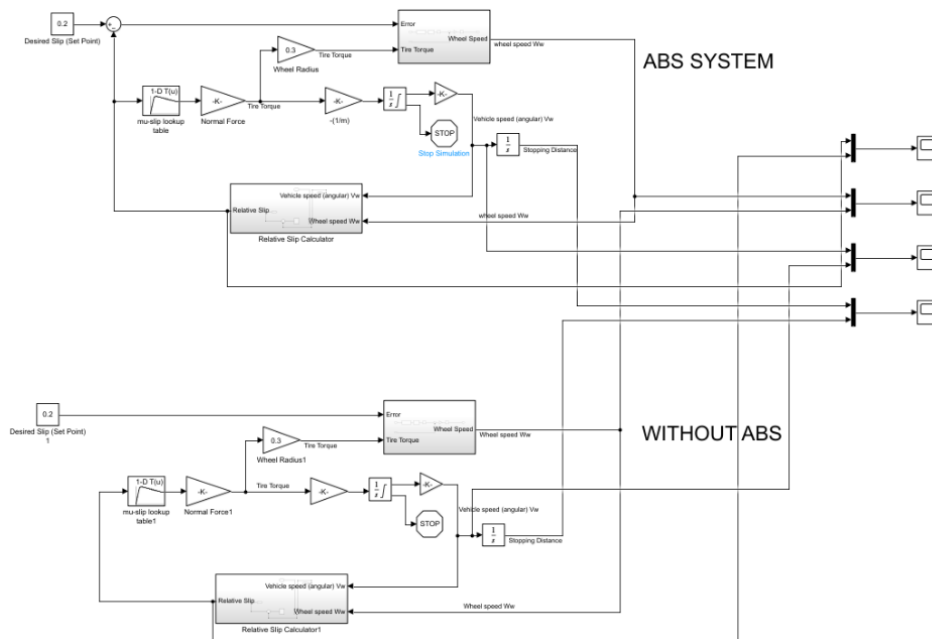 0.2
Desired Slip (Set Point)
Error
Tire Torque
Wheel Speed
wheel speed Ww
0.3
Wheel Radius
Tire Torque
ABS SYSTEM
1-D T(u)
mu-slip lookup
table
-K-
Normal Force
Tire Torque
-K-
-(1/m)
1
s
-K-
STOP
Stop Simulation
Vehicle speed (angular) Vw
1
s
Stopping Distance
Vehicle speed (angular) Vw
Relative Slip
Wheel speed Ww
wheel speed Ww
Relative Slip Calculator
0.2
Desired Slip (Set Point)
1
Error
Tire Torque
Wheel Speed
Wheel speed Ww
0.3
Wheel Radius1
Tire Torque
WITHOUT ABS
1-D T(u)
mu-slip lookup
table1
-K-
Normal Force1
Tire Torque
-K-
1
s
-K-
STOP
Vehicle speed (angular) Vw
1
s
Stopping Distance
Vehicle speed (angular) Vw
Relative Slip
Wheel speed Ww
Wheel speed Ww
Relative Slip Calculator1